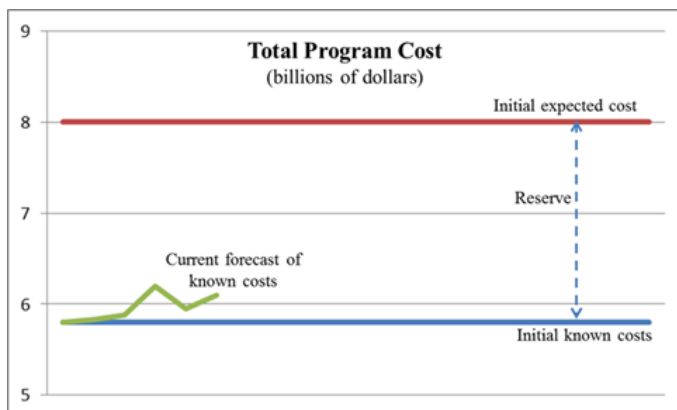 Total Program Cost
(billions of dollars)
9
Initial expected cost
8
Reserve
7
Current forecast of
known costs
6
Initial known costs
5